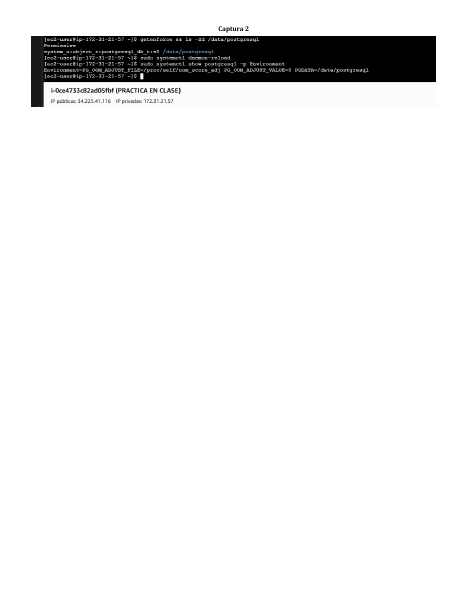 Captura 2
[ec2-user@ip-172-31-21-57 ~]$ getenforce && ls -Zd /data/postgresql
Permissive
system_u:object_r:postgresql_db_t:s0 /data/postgresql
[ec2-user@ip-172-31-21-57 ~]$ sudo systemctl daemon-reload
[ec2-user@ip-172-31-21-57 ~]$ sudo systemctl show postgresql -p Environment
Environment=PG_OOM_ADJUST_FILE=/proc/self/oom_score_adj PG_OOM_ADJUST_VALUE=0 PGDATA=/data/postgresql
[ec2-user@ip-172-31-21-57 ~]$
i-0ce4733c82ad05fbf (PRACTICA EN CLASE)
IP públicas: 34.225.41.116 IP privadas: 172.31.21.57